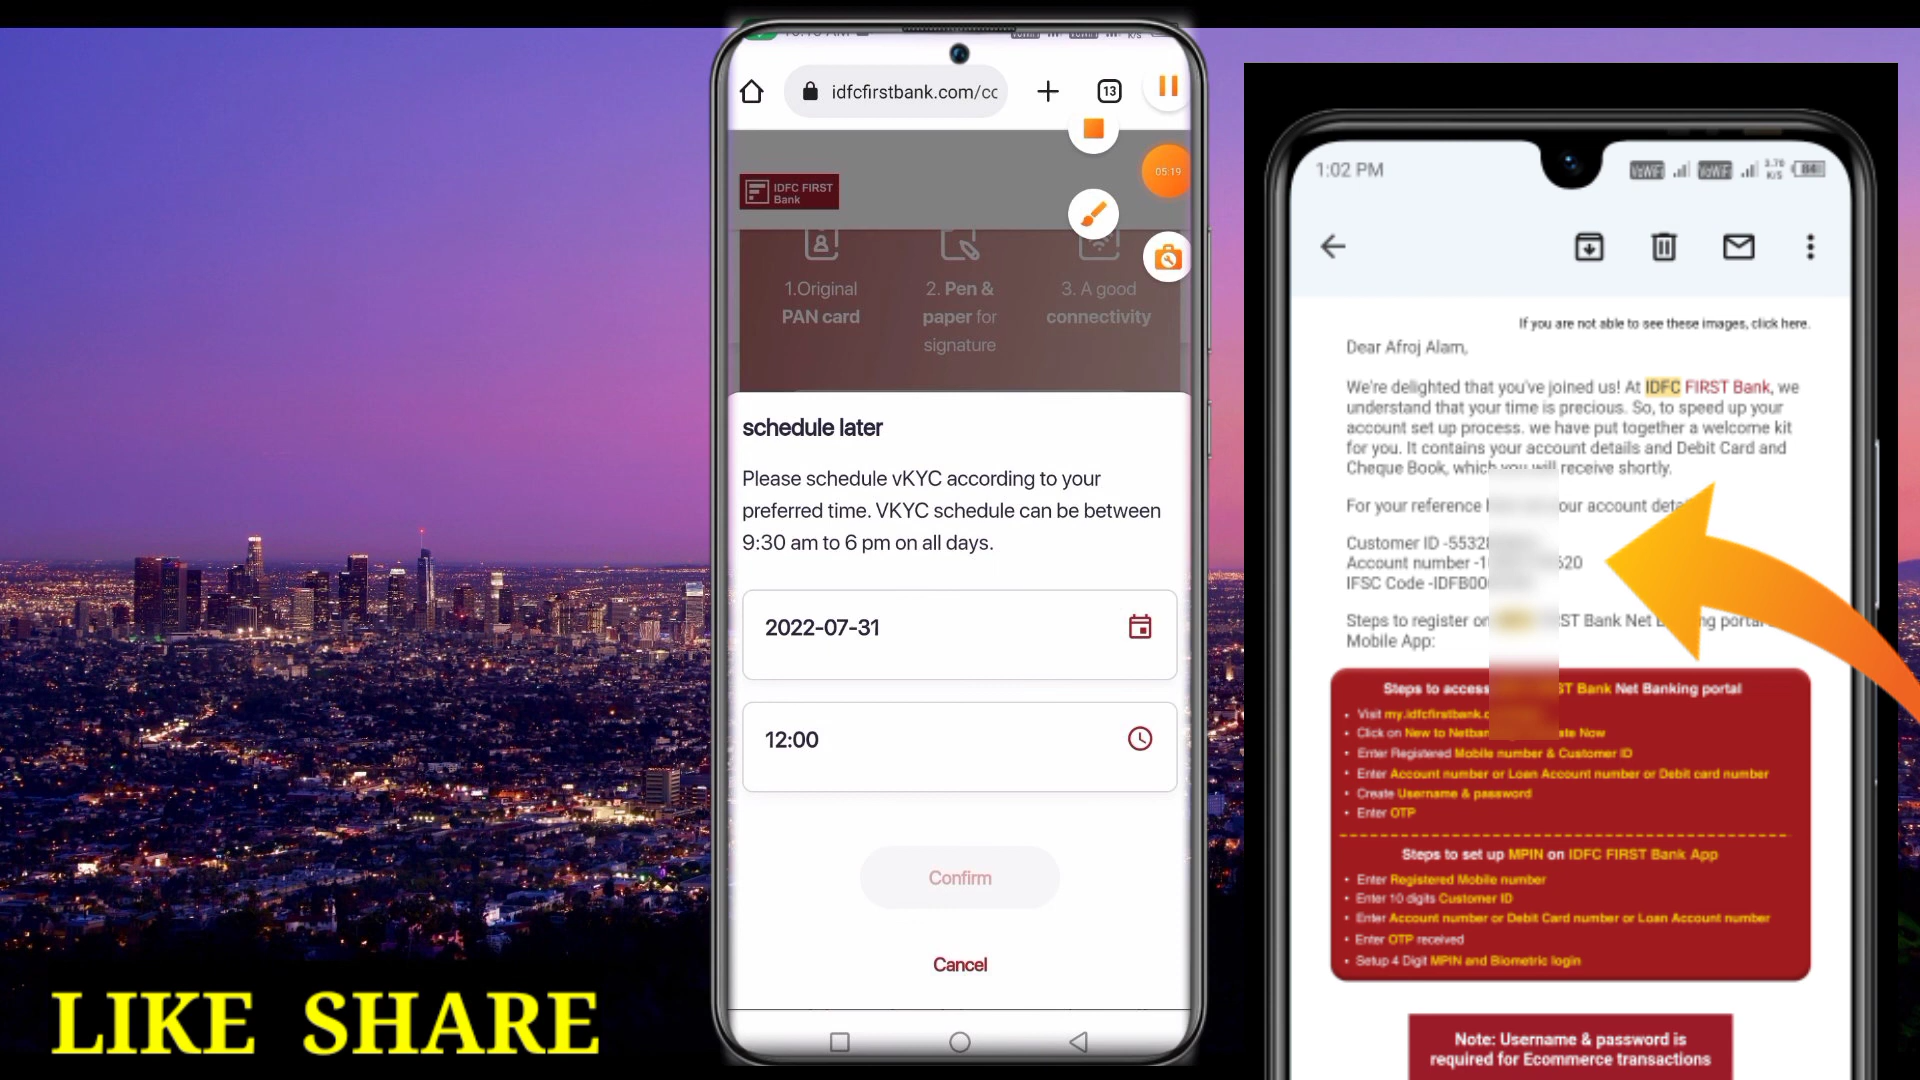 idfcfirstbank.com/cc
13
05:19
IDFC FIRST
Bank
1.Original
PAN card
2. Pen &
paper for
signature
3. A good
connectivity
schedule later
Please schedule vKYC according to your
preferred time. VKYC schedule can be between
9:30 am to 6 pm on all days.
2022-07-31
12:00
Confirm
Cancel
LIKE SHARE
1:02 PM
VoWiFi
VoWiFi
3.70
K/S
If you are not able to see these images, click here.
Dear Afroj Alam,
We're delighted that you've joined us! At IDFC FIRST Bank, we
understand that your time is precious. So, to speed up your
account set up process. we have put together a welcome kit
for you. It contains your account details and Debit Card and
Cheque Book, which you will receive shortly.
For your reference our account
Customer ID -5532
Account number -1 620
IFSC Code -IDFB00
Steps to register on ST Bank Net
Mobile App:
Steps to access ST Bank Net Banking portal
• Visit my.idfcfirstbank.
• Click on New to Now
• Enter Registered Mobile number & Customer ID
• Enter Account number or Loan Account number or Debit card number
• Create Username & password
• Enter OTP
Steps to set up MPIN on IDFC FIRST Bank App
• Enter Registered Mobile number
• Enter 10 digits Customer ID
• Enter Account number or Debit Card number or Loan Account number
• Enter OTP received
• Setup 4 Digit MPIN and Biometric login
Note: Username & password is
required for Ecommerce transactions